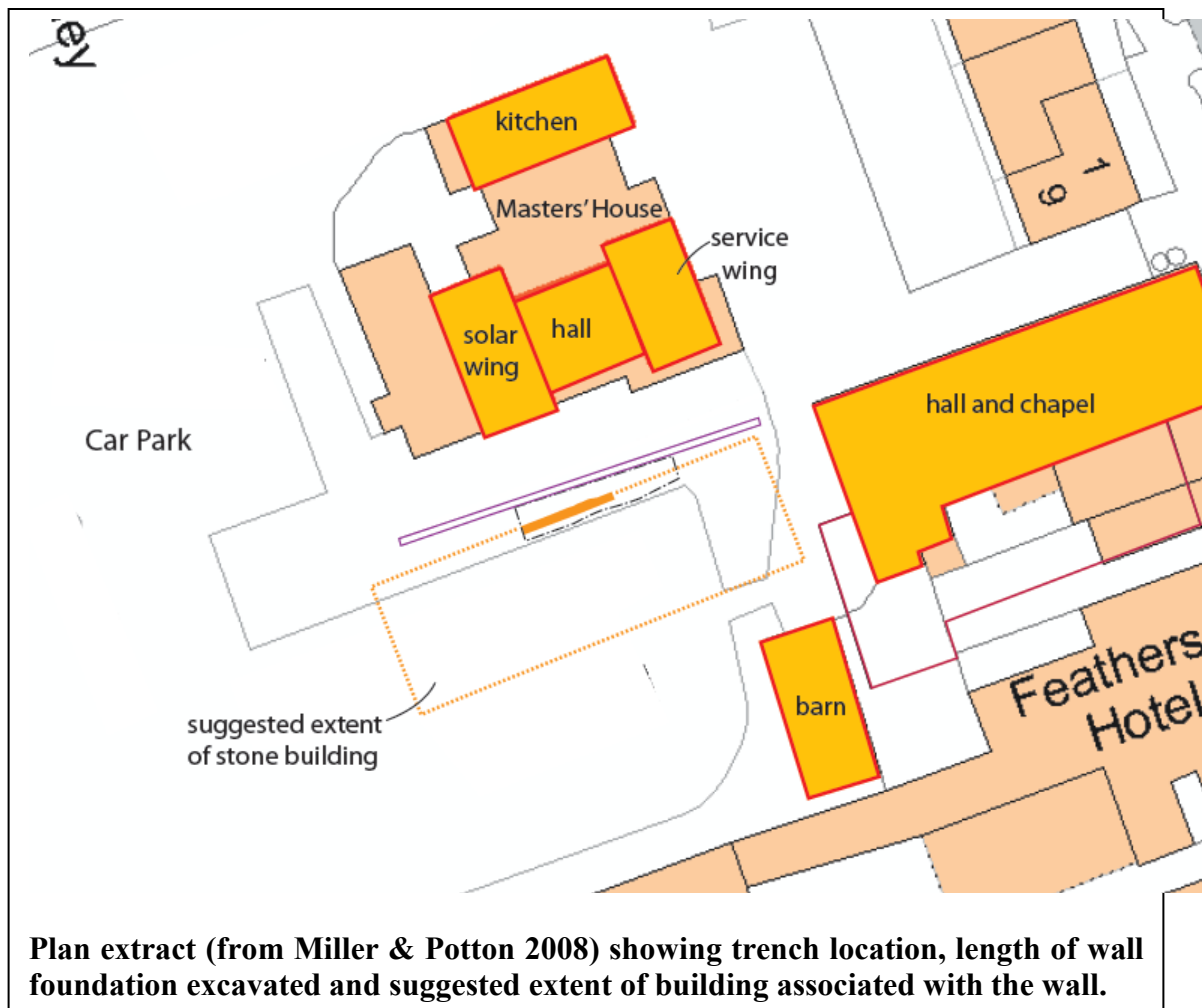 ey
kitchen
Masters' House
service
wing
hall
solar
wing
19
hall and chapel
Car Park
suggested extent
of stone building
barn
Feathers
Hotel
Plan extract (from Miller & Potton 2008) showing trench location, length of wall
foundation excavated and suggested extent of building associated with the wall.